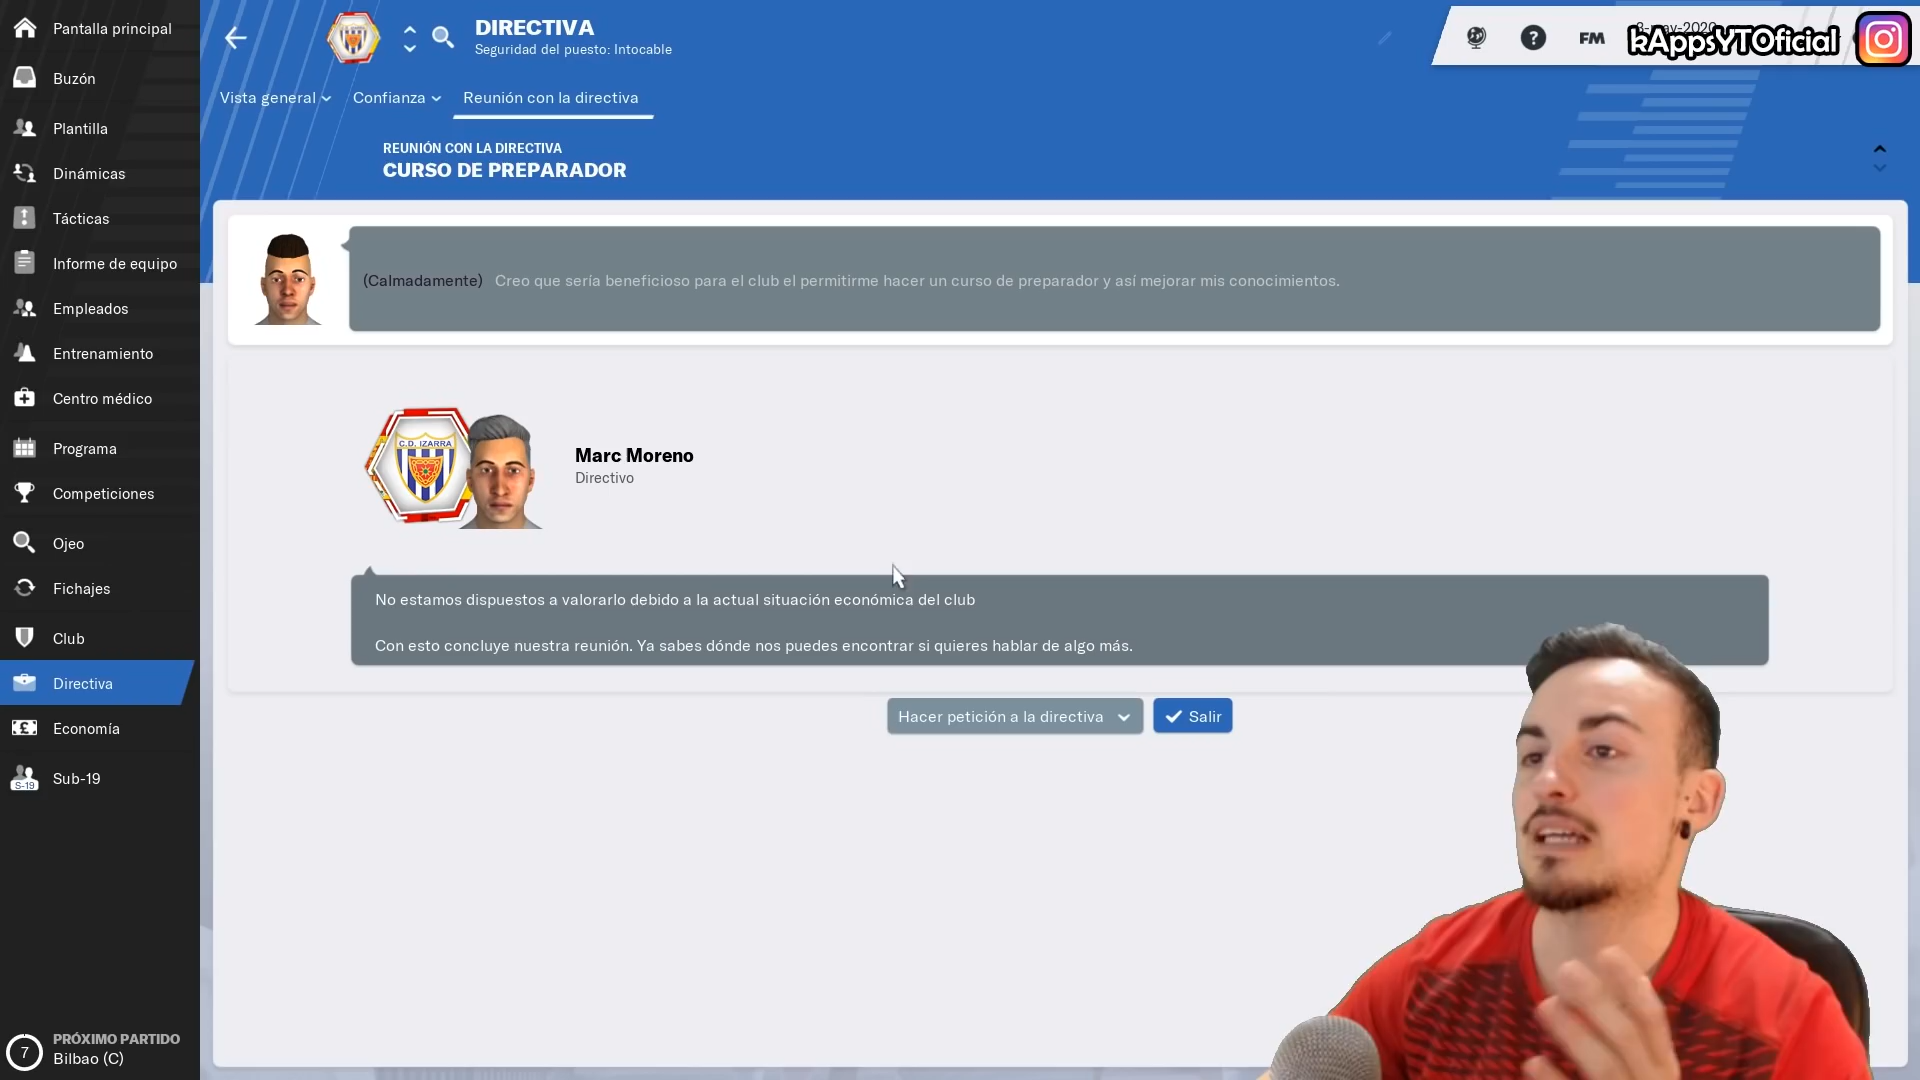 Pantalla principal
Buzón
Plantilla
Dinámicas
Tácticas
Informe de equipo
Empleados
Entrenamiento
Centro médico
Programa
Competiciones
Ojeo
Fichajes
Club
Directiva
Economía
S-19
Sub-19
PRÓXIMO PARTIDO
7
Bilbao (C)
DIRECTIVA
Seguridad del puesto: Intocable
Vista general
Confianza
Reunión con la directiva
?
FM
kAppsYTOficial
REUNIÓN CON LA DIRECTIVA
CURSO DE PREPARADOR
(Calmadamente) Creo que sería beneficioso para el club el permitirme hacer un curso de preparador y así mejorar mis conocimientos.
C.D. IZARRA
Marc Moreno
Directivo
No estamos dispuestos a valorarlo debido a la actual situación económica del club
Con esto concluye nuestra reunión. Ya sabes dónde nos puedes encontrar si quieres hablar de algo más.
Hacer petición a la directiva
Salir